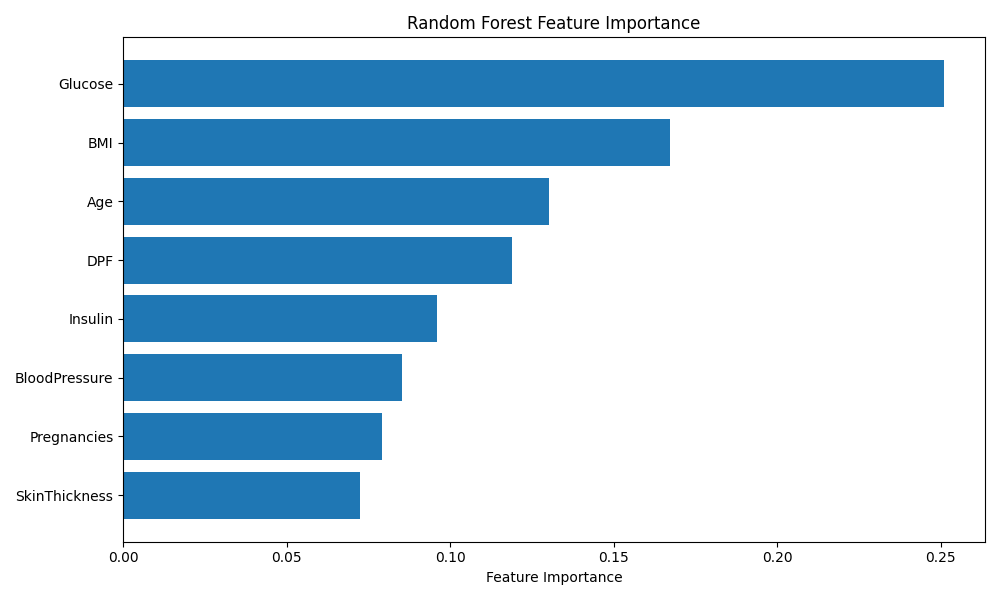 Random Forest Feature Importance
Glucose
BMI
Age
DPF
Insulin
BloodPressure
Pregnancies
SkinThickness
0.00 0.05 0.10 0.15 0.20 0.25
Feature Importance